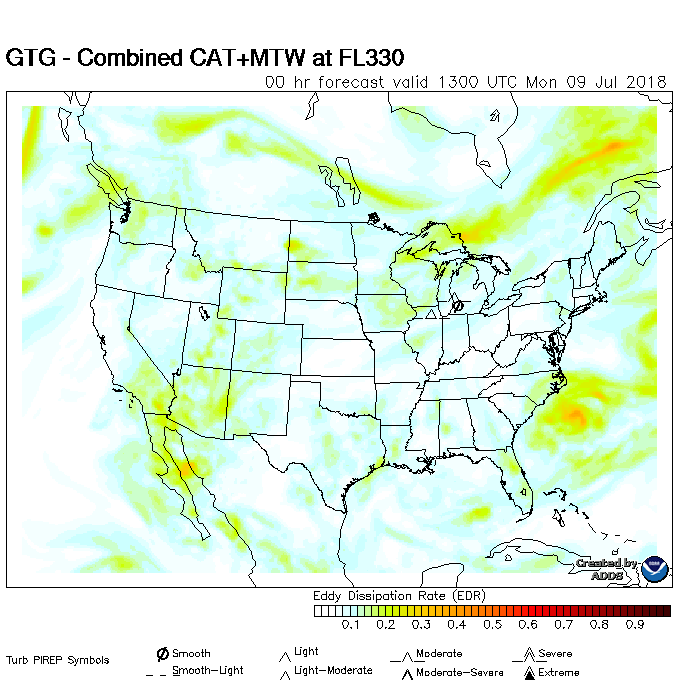 GTG - Combined CAT+MTW at FL330
00 hr forecast valid 1300 UTC Mon 09 Jul 2018
Created by
ADDS
Eddy Dissipation Rate (EDR)
0.1 0.2 0.3 0.4 0.5 0.6 0.7 0.8 0.9
Turb PIREP Symbols
Smooth Light Moderate Severe
Smooth-Light Light-Moderate Moderate-Severe Extreme